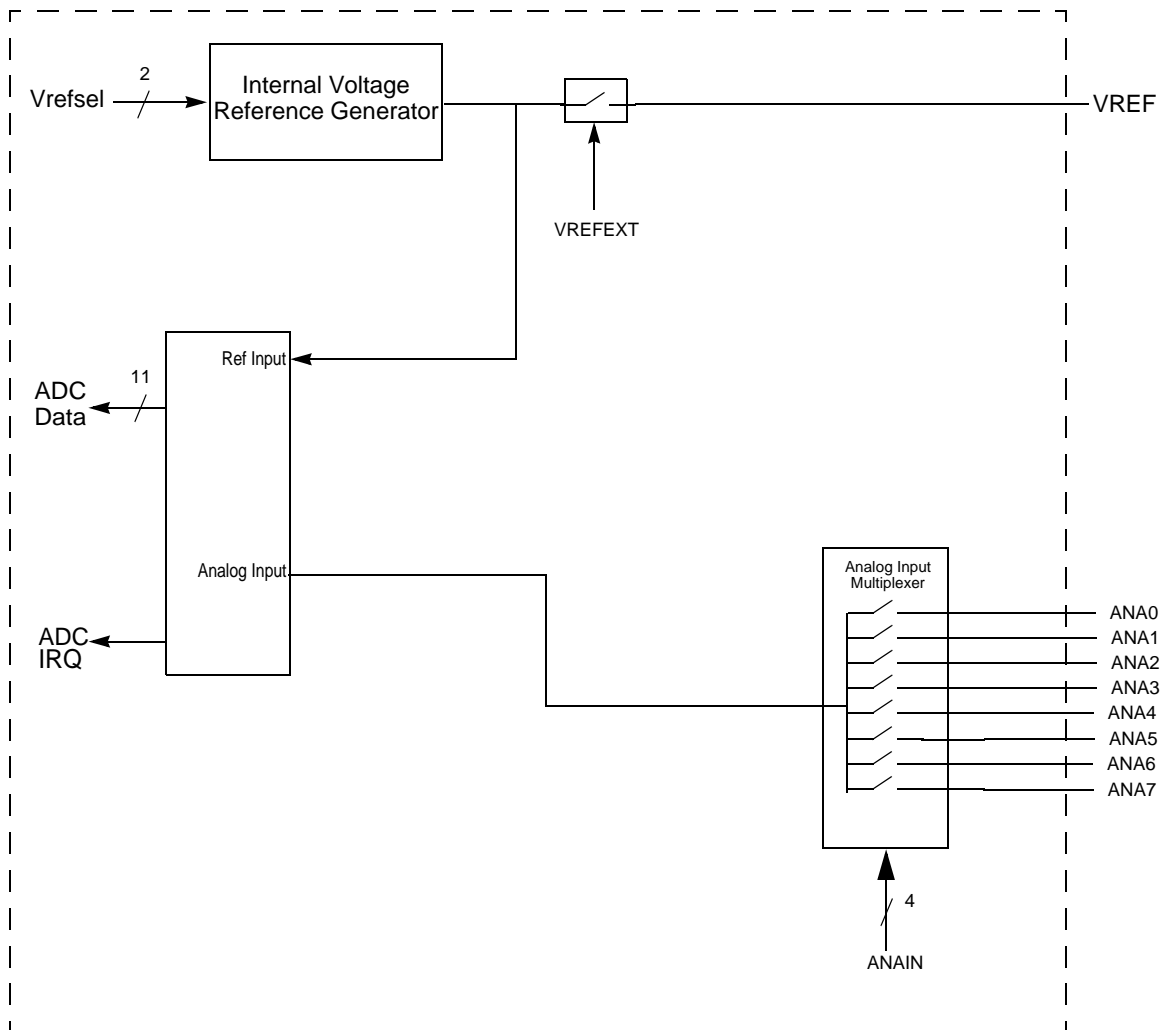 2
Vrefsel
Internal Voltage
Reference Generator
VREF
VREFEXT
Ref Input
11
ADC
Data
Analog Input
ADC
IRQ
Analog Input
Multiplexer
ANA0
ANA1
ANA2
ANA3
ANA4
ANA5
ANA6
ANA7
4
ANAIN